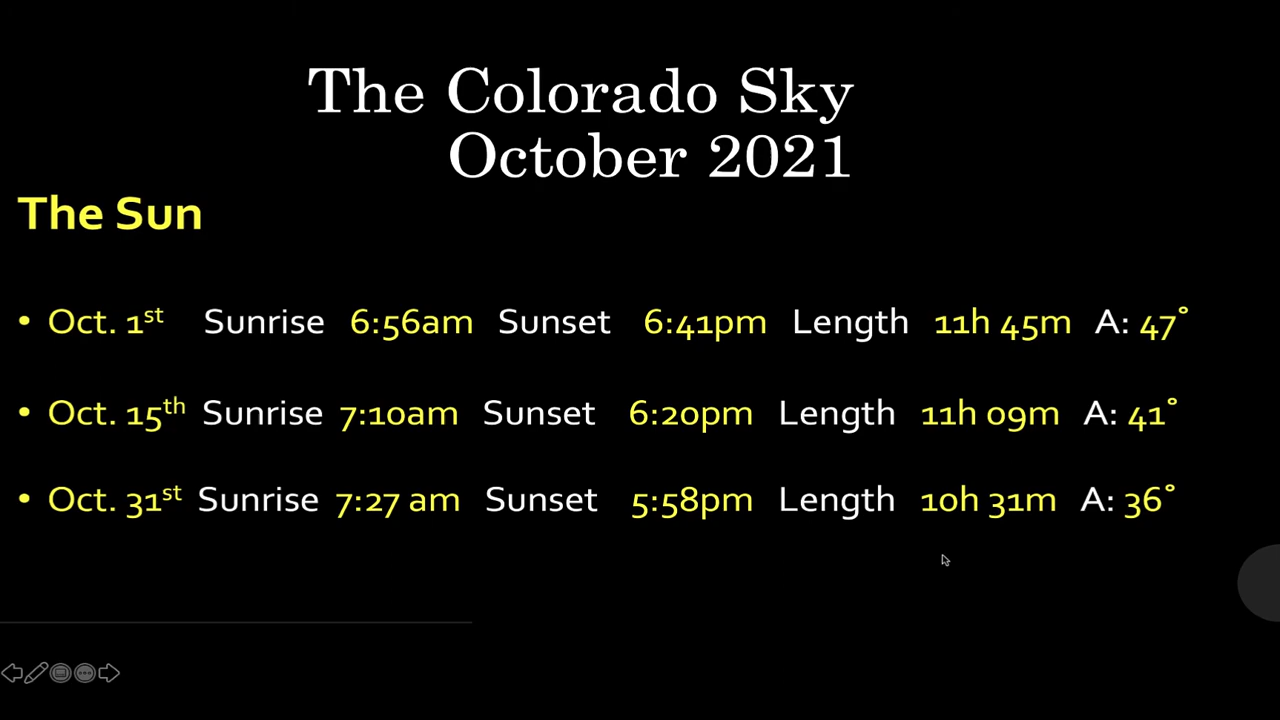 The Colorado Sky
October 2021
The Sun
• Oct. 1st Sunrise 6:56am Sunset 6:41pm Length 11h 45m A: 47˚
• Oct. 15th Sunrise 7:10am Sunset 6:20pm Length 11h 09m A: 41˚
• Oct. 31st Sunrise 7:27 am Sunset 5:58pm Length 10h 31m A: 36˚